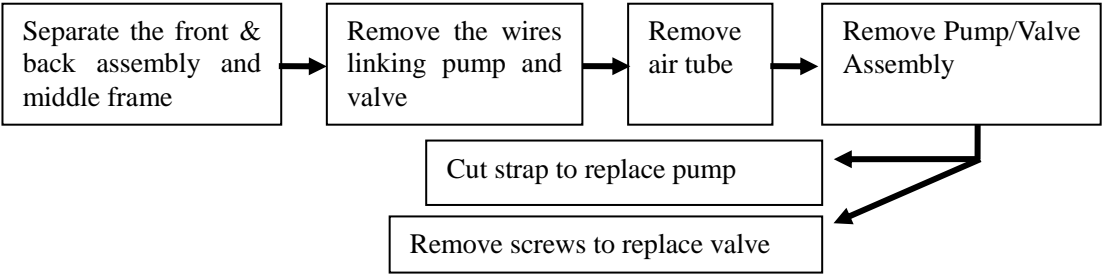 Separate the front &
back assembly and
middle frame
Remove the wires
linking pump and
valve
Remove
air tube
Remove Pump/Valve
Assembly
Cut strap to replace pump
Remove screws to replace valve